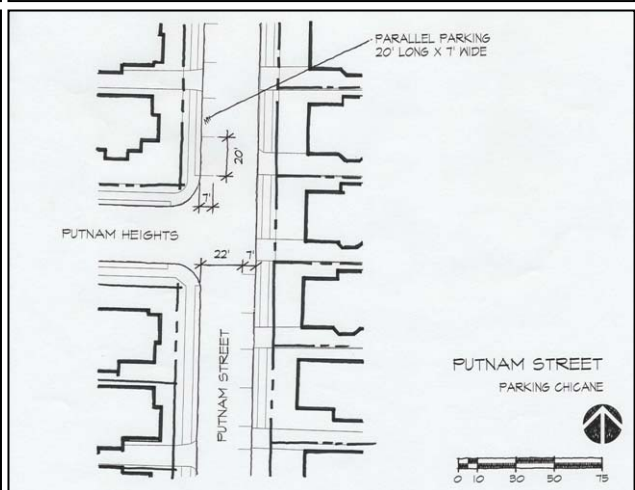 PARALLEL PARKING
20' LONG X 7' WIDE
20'
7'
PUTNAM HEIGHTS
22'
7'
PUTNAM STREET
PUTNAM STREET
PARKING CHICANE
0 10 30 50 75